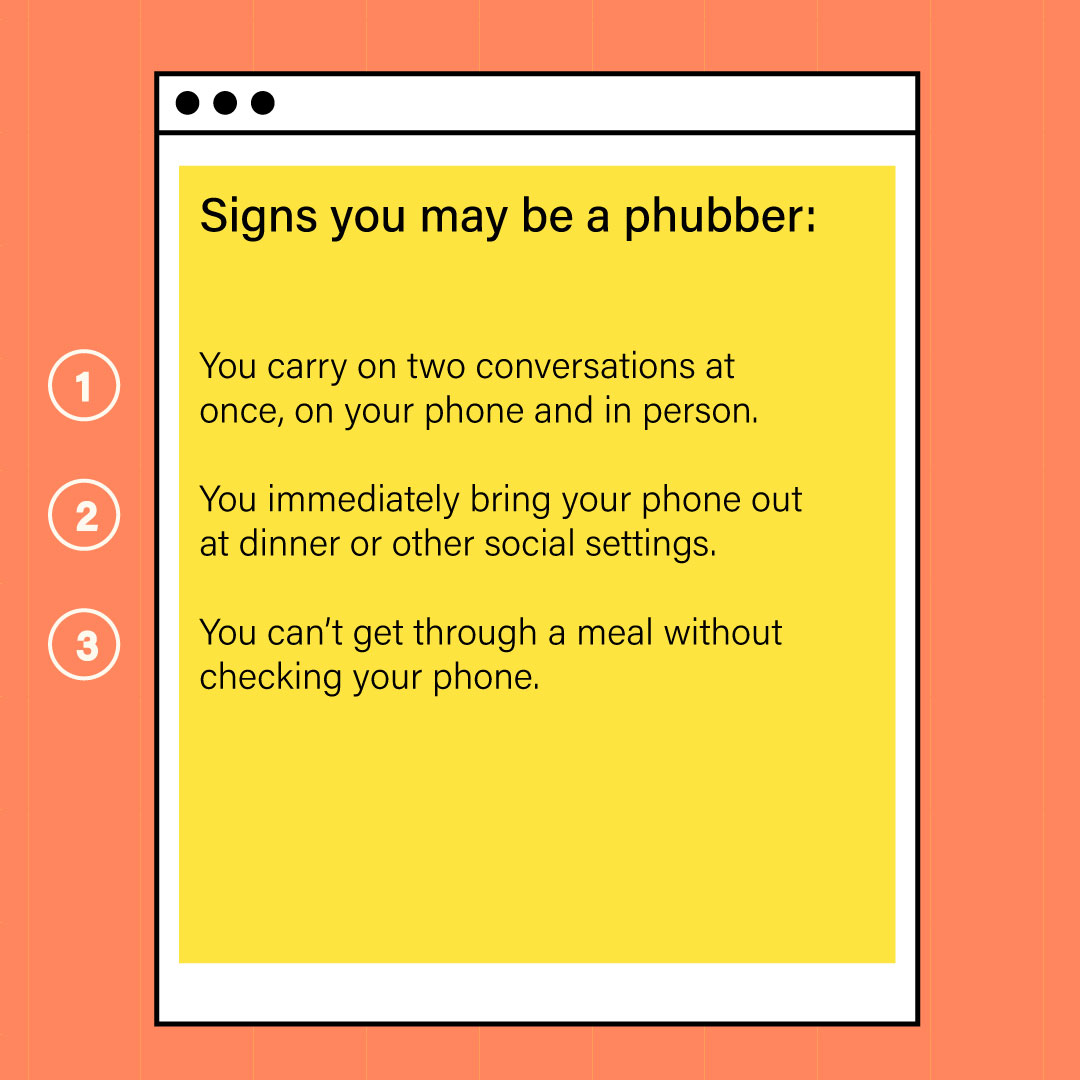 Signs you may be a phubber:
1
You carry on two conversations at
once, on your phone and in person.
2
You immediately bring your phone out
at dinner or other social settings.
3
You can’t get through a meal without
checking your phone.